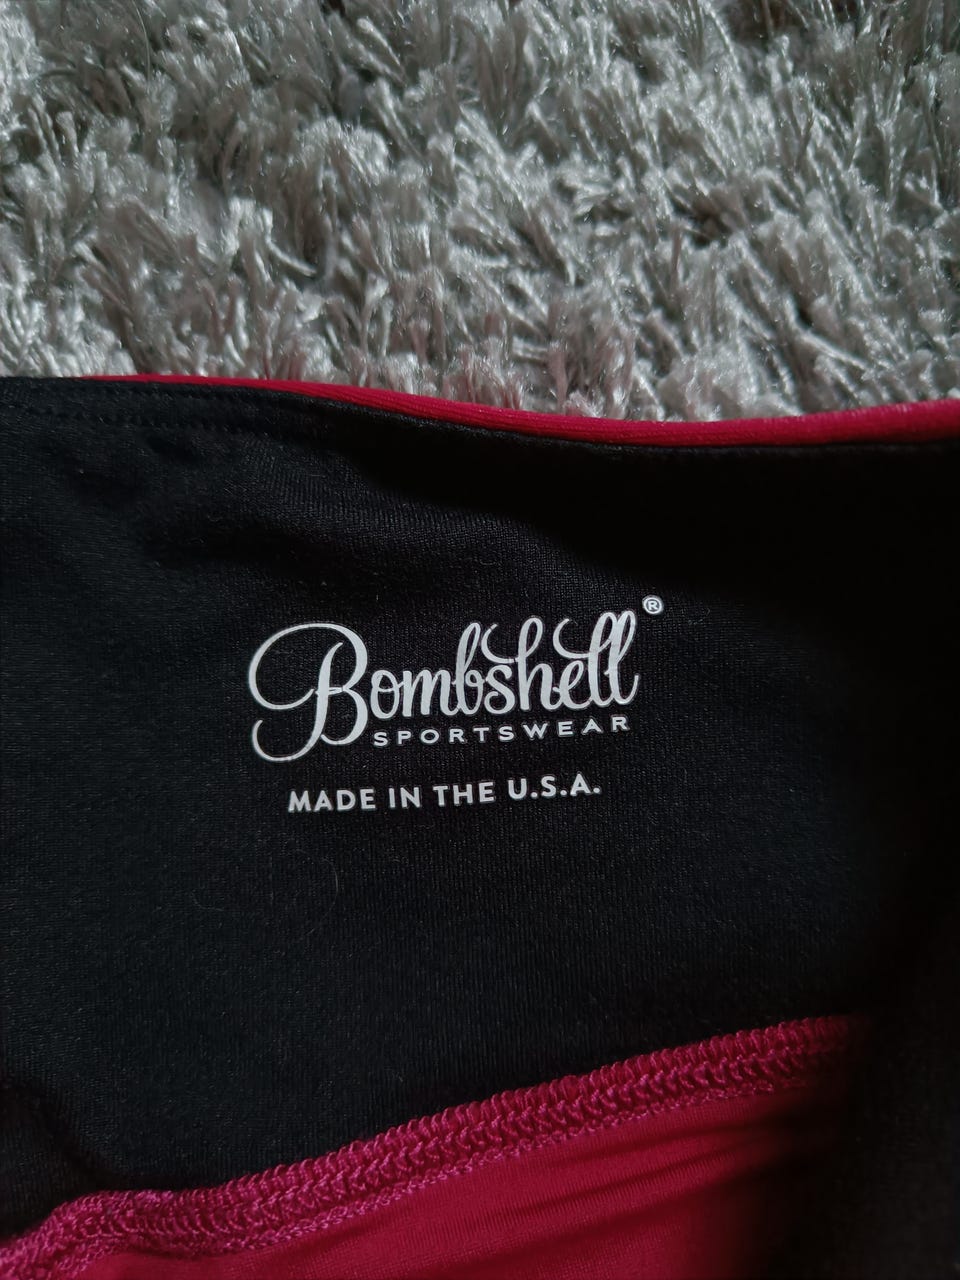 Bombshell®
SPORTSWEAR
MADE IN THE U.S.A.